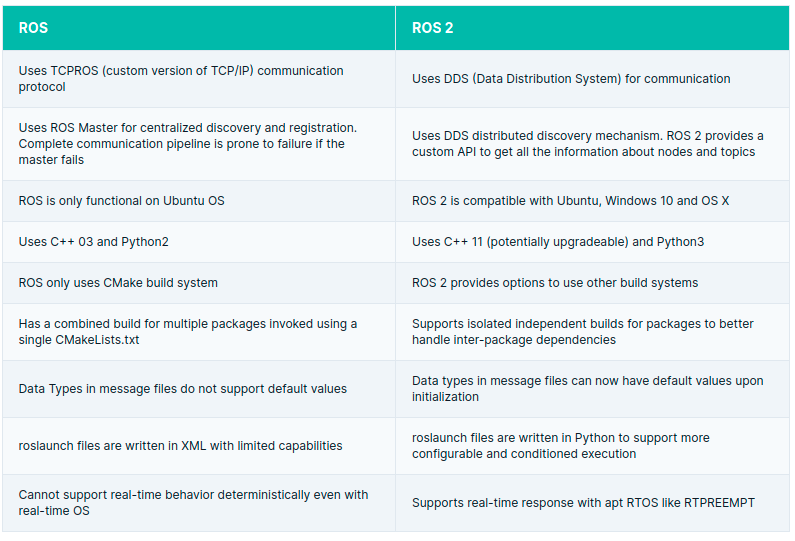 ROS
ROS 2
Uses TCPROS (custom version of TCP/IP) communication
protocol
Uses DDS (Data Distribution System) for communication
Uses ROS Master for centralized discovery and registration.
Complete communication pipeline is prone to failure if the
master fails
Uses DDS distributed discovery mechanism. ROS 2 provides a
custom API to get all the information about nodes and topics
ROS is only functional on Ubuntu OS
ROS 2 is compatible with Ubuntu, Windows 10 and OS X
Uses C++ 03 and Python2
Uses C++ 11 (potentially upgradeable) and Python3
ROS only uses CMake build system
ROS 2 provides options to use other build systems
Has a combined build for multiple packages invoked using a
single CMakeLists.txt
Supports isolated independent builds for packages to better
handle inter-package dependencies
Data Types in message files do not support default values
Data types in message files can now have default values upon
initialization
roslaunch files are written in XML with limited capabilities
roslaunch files are written in Python to support more
configurable and conditioned execution
Cannot support real-time behavior deterministically even with
real-time OS
Supports real-time response with apt RTOS like RTPREEMPT